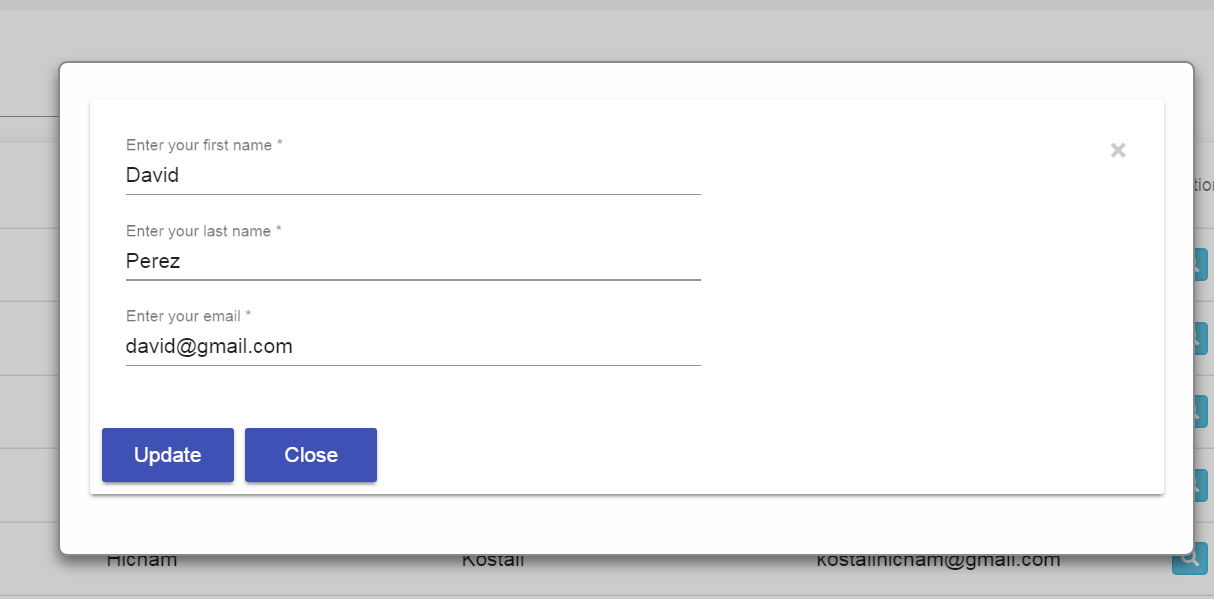 Enter your first name *
David
×
Enter your last name *
Perez
Enter your email *
david@gmail.com
Update Close
Hicham Kostali kostalihicham@gmail.com